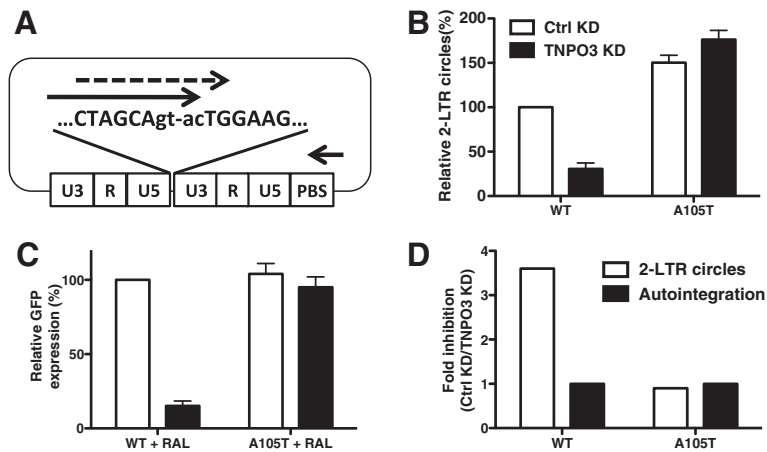 A
...CTAGCAgt-acTGGAAG...
U3 R U5 U3 R U5 PBS
B
Relative 2-LTR circles(%)
200
150
100
50
0
Ctrl KD
TNPO3 KD
WT A105T
C
Relative GFP
expression (%)
100
50
0
WT + RAL A105T + RAL
D
Fold inhibition
(Ctrl KD/TNPO3 KD)
4
3
2
1
0
2-LTR circles
Autointegration
WT A105T